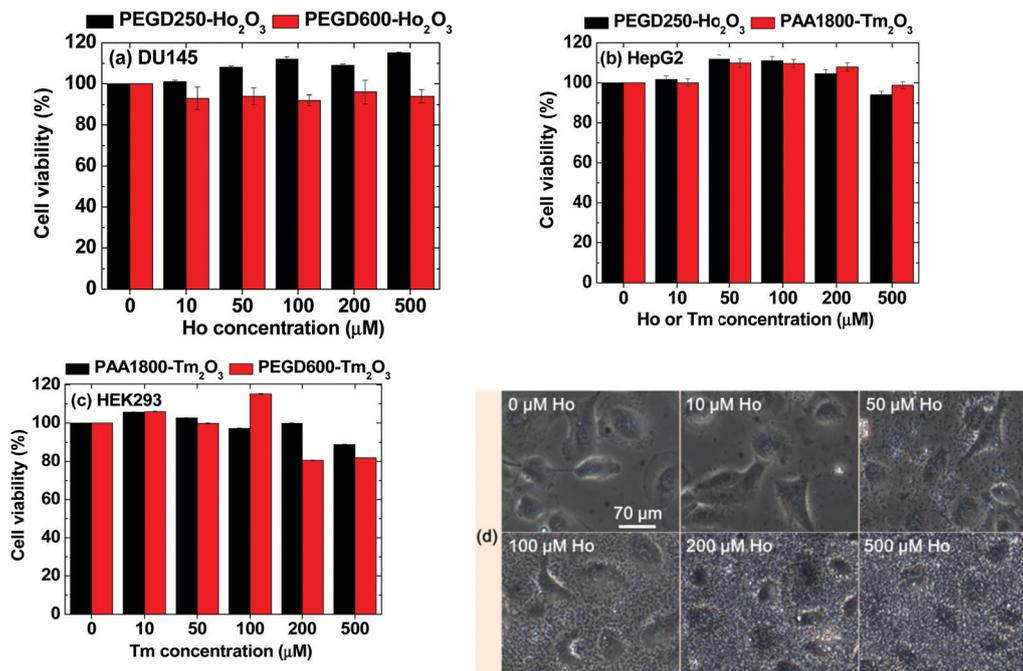 PEGD250-Ho₂O₃ PEGD600-Ho₂O₃
(a) DU145
Cell viability (%)
120
100
80
60
40
20
0
0 10 50 100 200 500
Ho concentration (µM)
PEGD250-Ho₂O₃ PAA1800-Tm₂O₃
(b) HepG2
Cell viability (%)
120
100
80
60
40
20
0
0 10 50 100 200 500
Ho or Tm concentration (µM)
PAA1800-Tm₂O₃ PEGD600-Tm₂O₃
(c) HEK293
Cell viability (%)
120
100
80
60
40
20
0
0 10 50 100 200 500
Tm concentration (µM)
(d)
0 µM Ho 10 µM Ho 50 µM Ho
70 µm
100 µM Ho 200 µM Ho 500 µM Ho